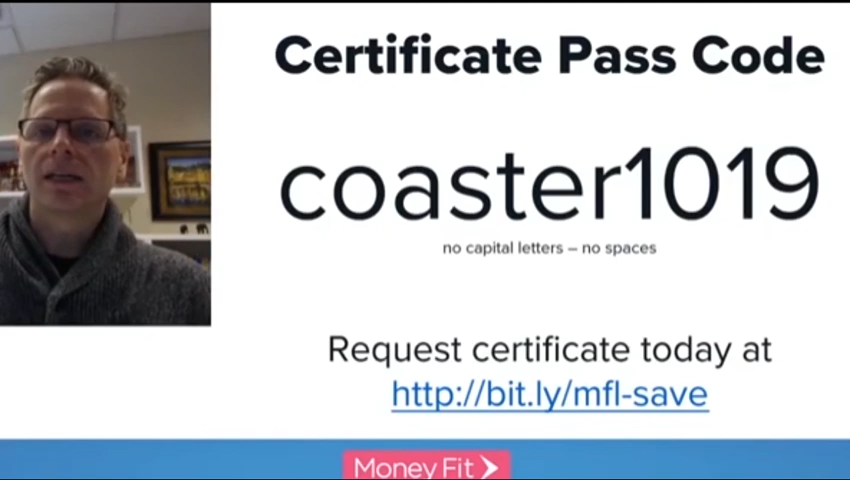 Certificate Pass Code
coaster1019
no capital letters – no spaces
Request certificate today at
http://bit.ly/mfl-save
Money Fit